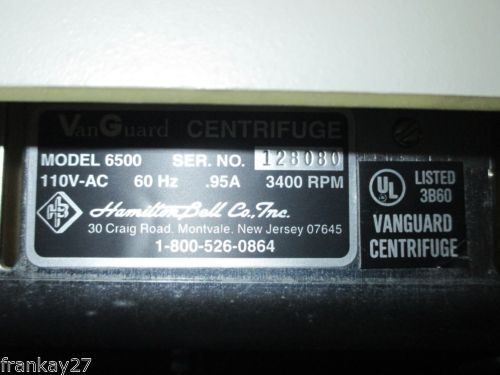 VanGuard CENTRIFUGE
MODEL 6500 SER. NO. 128080
110V-AC 60 Hz .95A 3400 RPM
HB
Hamilton Bell Co., Inc.
30 Craig Road, Montvale, New Jersey 07645
1-800-526-0864
UL LISTED
3B60
VANGUARD
CENTRIFUGE
frankay27